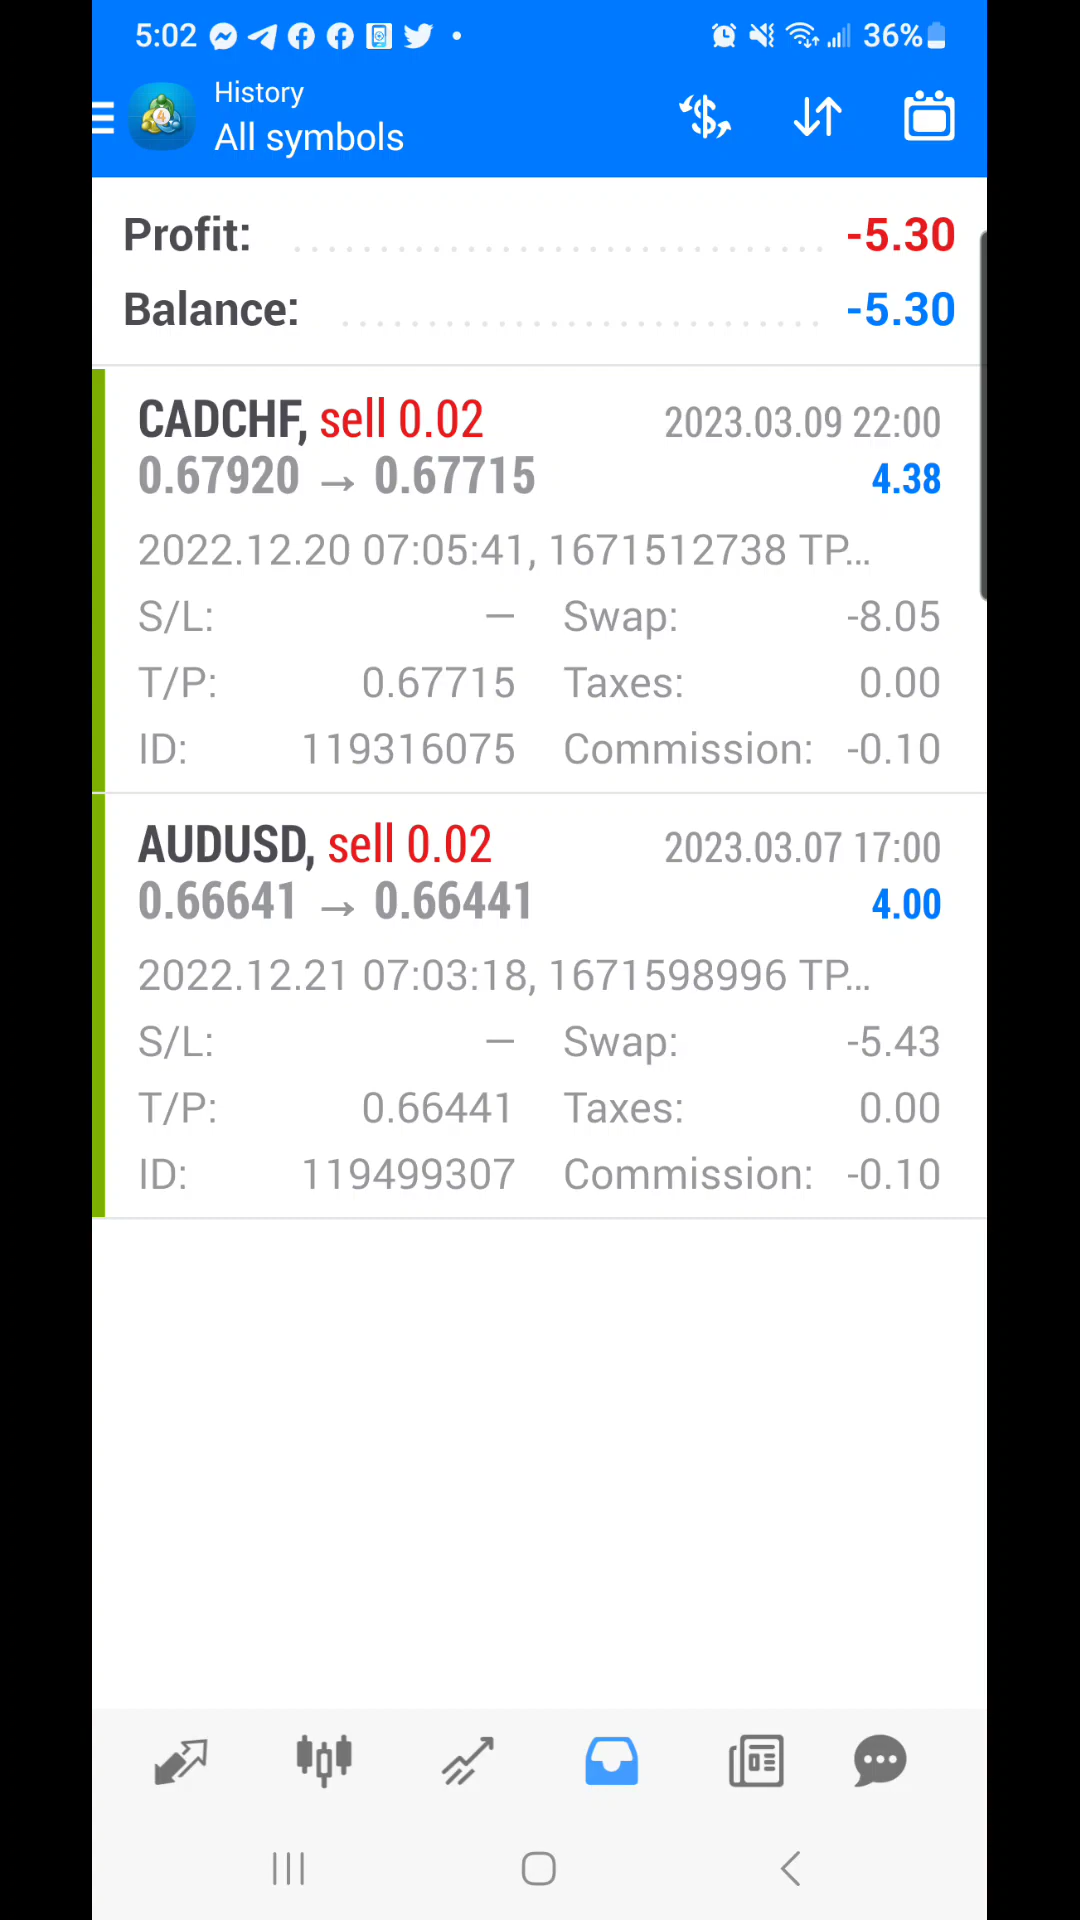 5:02 36%
History
All symbols
Profit: -5.30
Balance: -5.30
CADCHF, sell 0.02 2023.03.09 22:00
0.67920 → 0.67715 4.38
2022.12.20 07:05:41, 1671512738 TP...
S/L: — Swap: -8.05
T/P: 0.67715 Taxes: 0.00
ID: 119316075 Commission: -0.10
AUDUSD, sell 0.02 2023.03.07 17:00
0.66641 → 0.66441 4.00
2022.12.21 07:03:18, 1671598996 TP...
S/L: — Swap: -5.43
T/P: 0.66441 Taxes: 0.00
ID: 119499307 Commission: -0.10